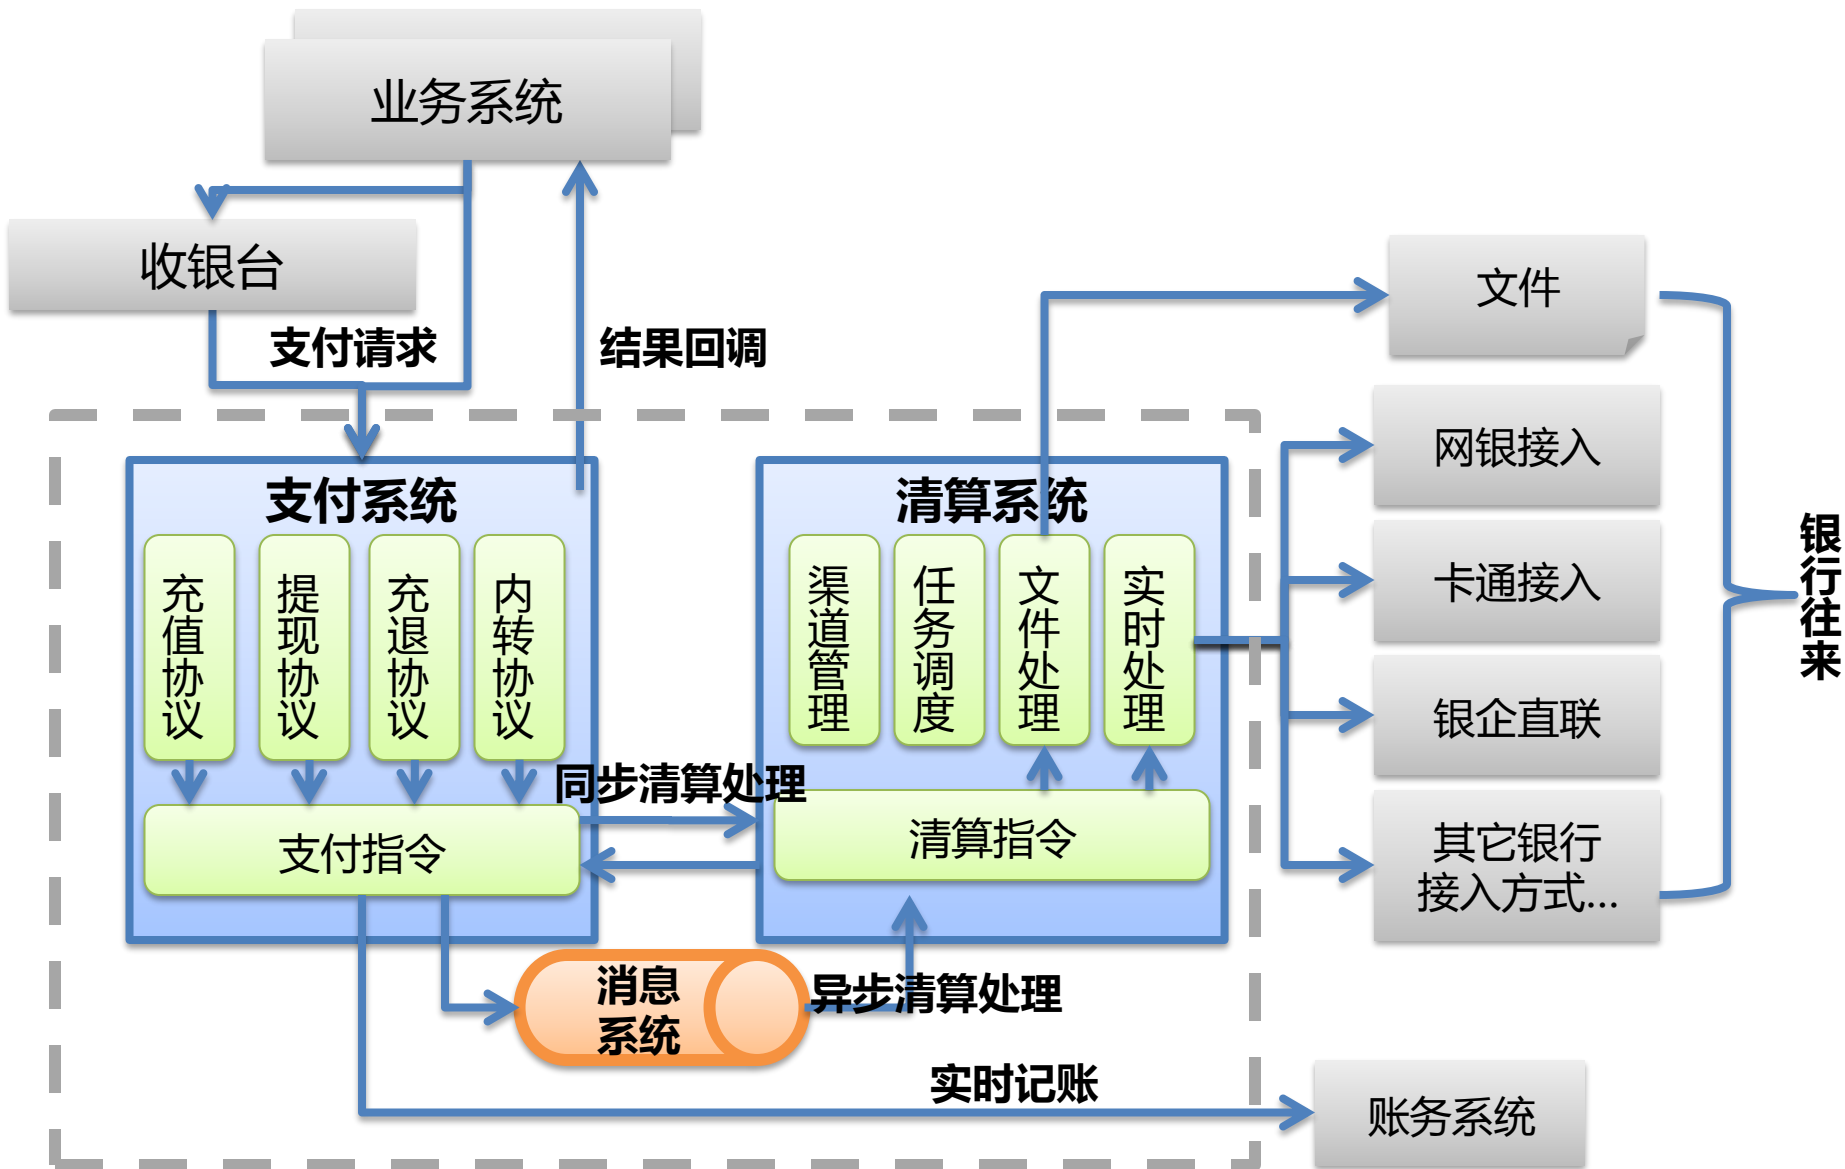 业务系统
收银台
支付请求
结果回调
文件
网银接入
卡通接入
银企直联
其它银行
接入方式...
银行往来
支付系统
充值协议
提现协议
充退协议
内转协议
支付指令
同步清算处理
清算系统
渠道管理
任务调度
文件处理
实时处理
清算指令
消息
系统
异步清算处理
实时记账
账务系统